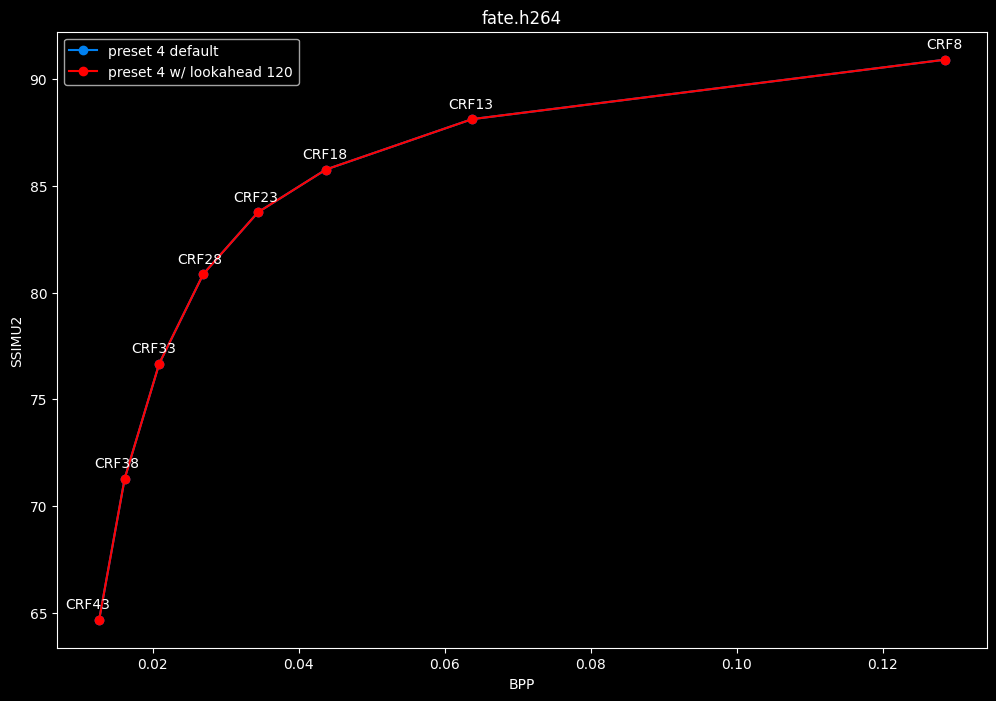 fate.h264
preset 4 default
preset 4 w/ lookahead 120
CRF8
CRF13
CRF18
CRF23
CRF28
CRF33
CRF38
CRF43
90
85
80
75
70
65
SSIMU2
0.02
0.04
0.06
0.08
0.10
0.12
BPP